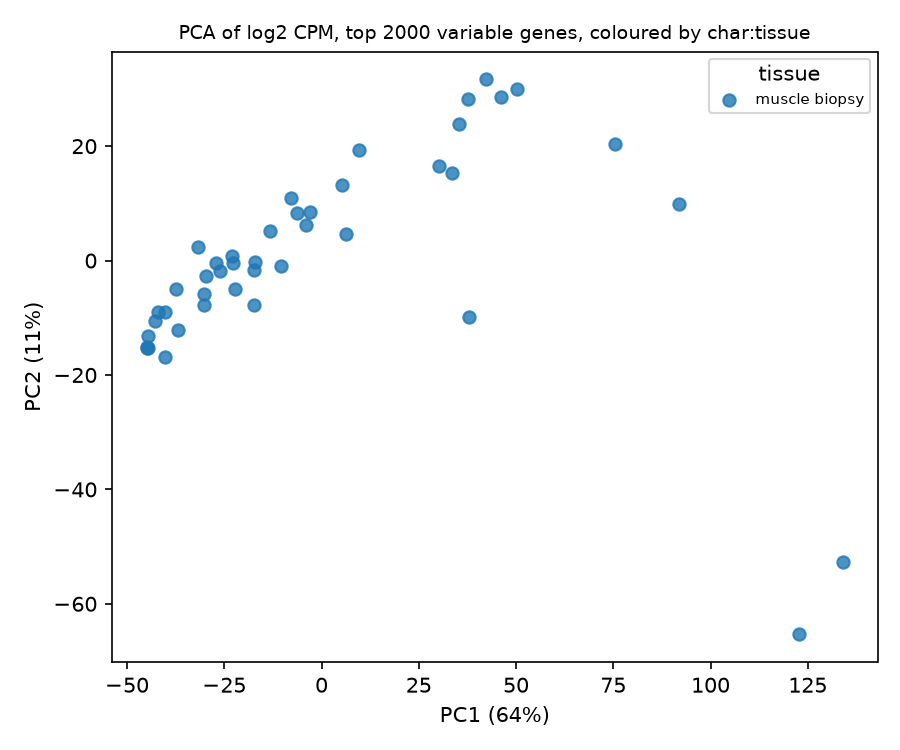 PCA of log2 CPM, top 2000 variable genes, coloured by char:tissue
tissue
muscle biopsy
20
0
−20
−40
−60
PC2 (11%)
−50
−25
0
25
50
75
100
125
PC1 (64%)